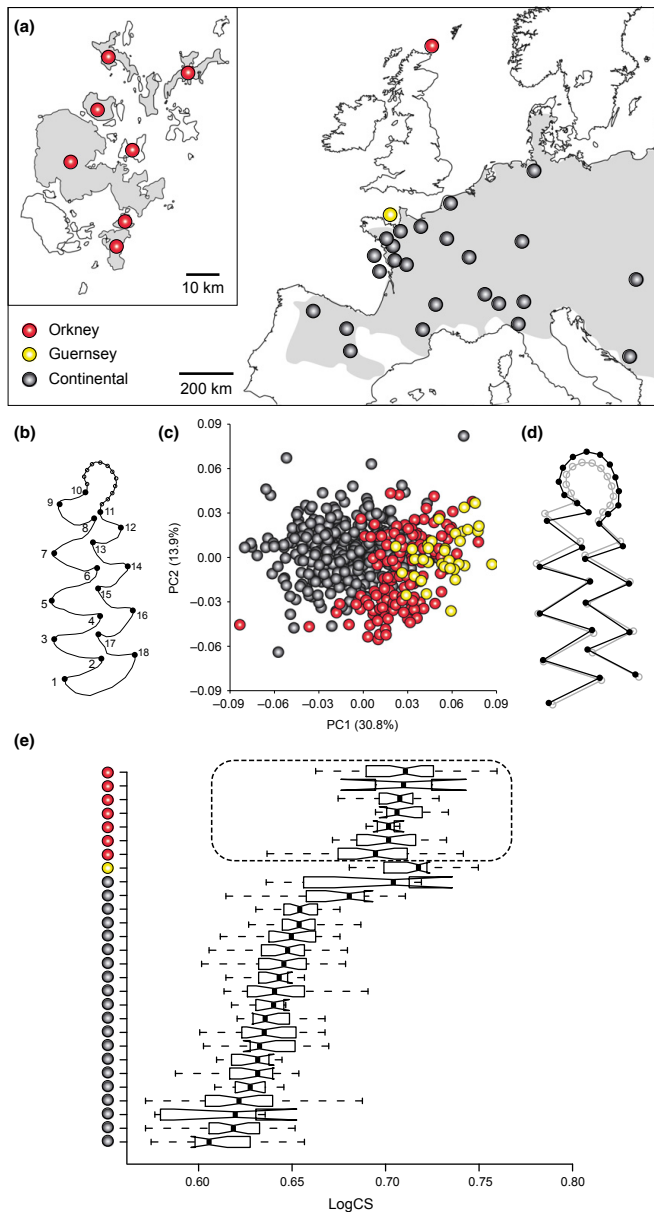 (a)
10 km
Orkney
Guernsey
Continental
200 km
(b)
10
9
11
8
12
13
7
14
6
15
5
16
4
17
3
18
2
1
(c)
0.09
0.06
0.03
0.00
–0.03
–0.06
–0.09
PC2 (13.9%)
–0.09 –0.06 –0.03 0.00 0.03 0.06 0.09
PC1 (30.8%)
(d)
(e)
0.60 0.65 0.70 0.75 0.80
LogCS